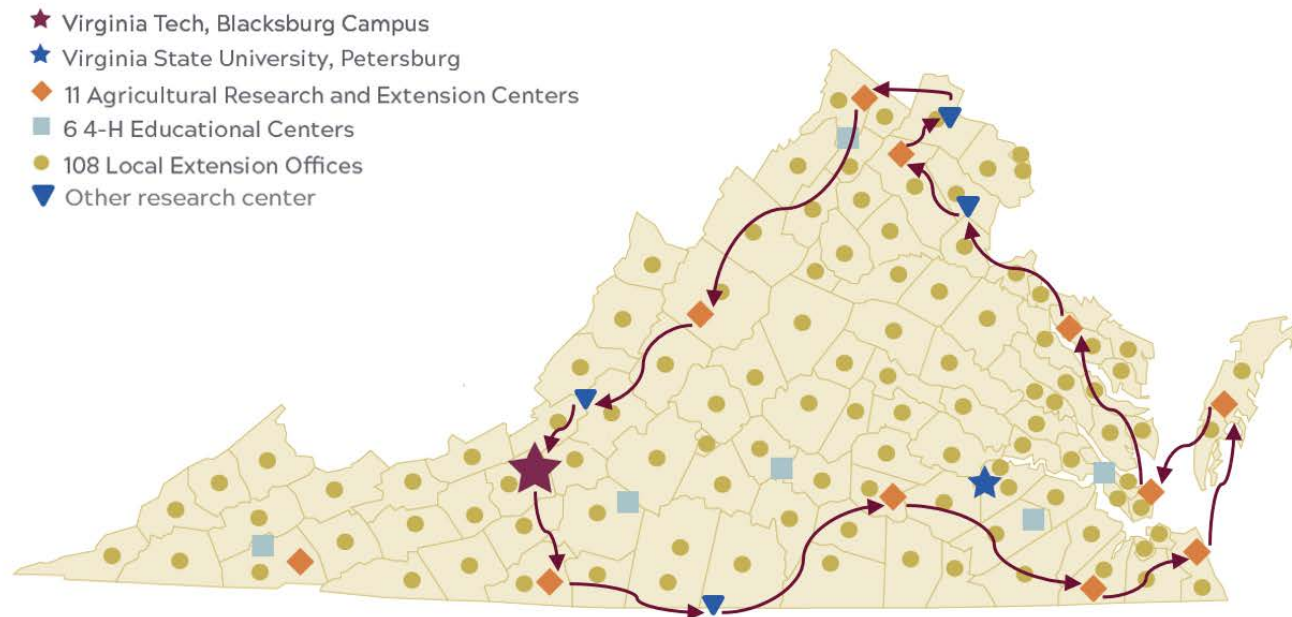 Virginia Tech, Blacksburg Campus
Virginia State University, Petersburg
11 Agricultural Research and Extension Centers
6 4-H Educational Centers
108 Local Extension Offices
Other research center